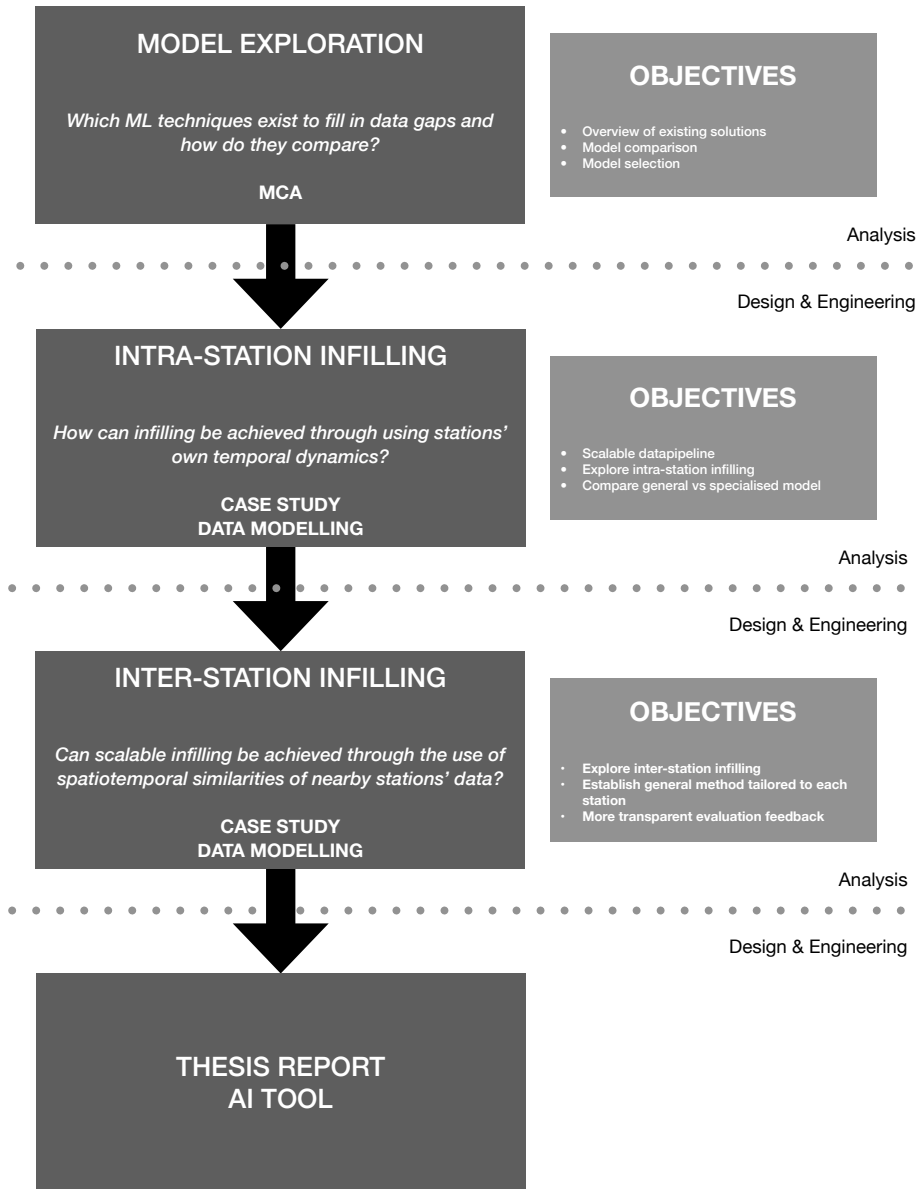 MODEL EXPLORATION
Which ML techniques exist to fill in data gaps and
how do they compare?
MCA
OBJECTIVES
• Overview of existing solutions
• Model comparison
• Model selection
Analysis
Design & Engineering
INTRA-STATION INFILLING
How can infilling be achieved through using stations’
own temporal dynamics?
CASE STUDY
DATA MODELLING
OBJECTIVES
• Scalable datapipeline
• Explore intra-station infilling
• Compare general vs specialised model
Analysis
Design & Engineering
INTER-STATION INFILLING
Can scalable infilling be achieved through the use of
spatiotemporal similarities of nearby stations’ data?
CASE STUDY
DATA MODELLING
OBJECTIVES
• Explore inter-station infilling
• Establish general method tailored to each
station
• More transparent evaluation feedback
Analysis
Design & Engineering
THESIS REPORT
AI TOOL